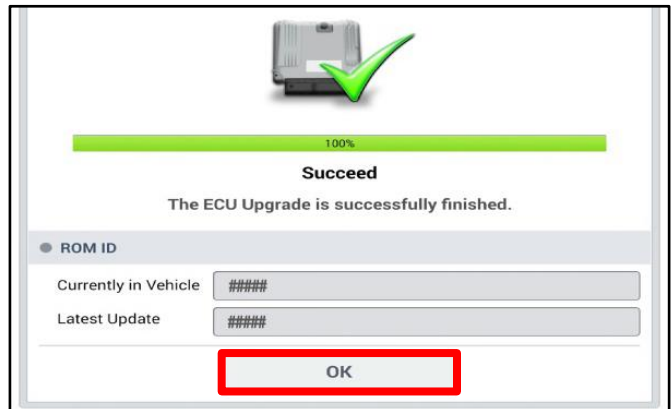 100%
Succeed
The ECU Upgrade is successfully finished.
ROM ID
Currently in Vehicle #####
Latest Update #####
OK